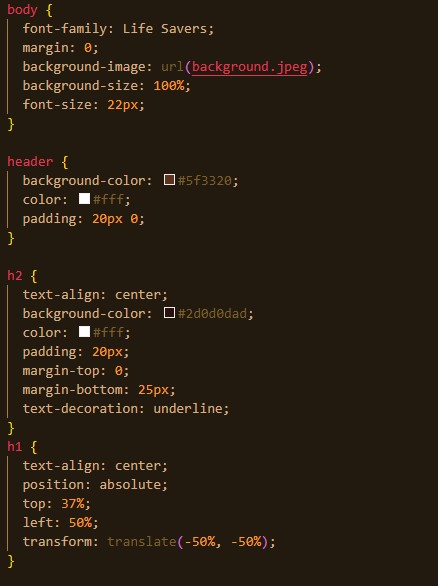 body {
font-family: Life Savers;
margin: 0;
background-image: url(background.jpeg);
background-size: 100%;
font-size: 22px;
}
header {
background-color: #5f3320;
color: #fff;
padding: 20px 0;
}
h2 {
text-align: center;
background-color: #2d0d0dad;
color: #fff;
padding: 20px;
margin-top: 0;
margin-bottom: 25px;
text-decoration: underline;
}
h1 {
text-align: center;
position: absolute;
top: 37%;
left: 50%;
transform: translate(-50%, -50%);
}